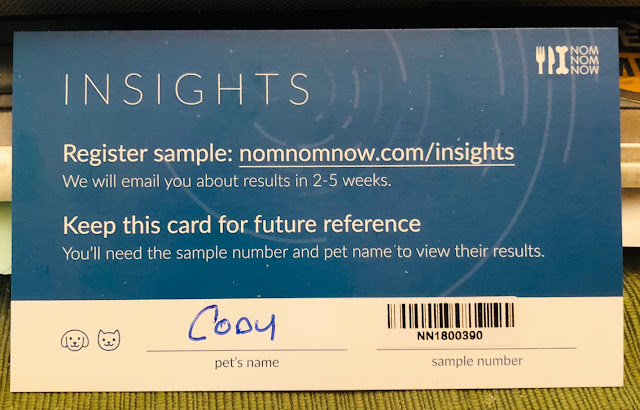 NOM
NOM
NOW
INSIGHTS
Register sample: nomnomnow.com/insights
We will email you about results in 2-5 weeks.
Keep this card for future reference
You'll need the sample number and pet name to view their results.
CODY
NN1800390
pet's name
sample number